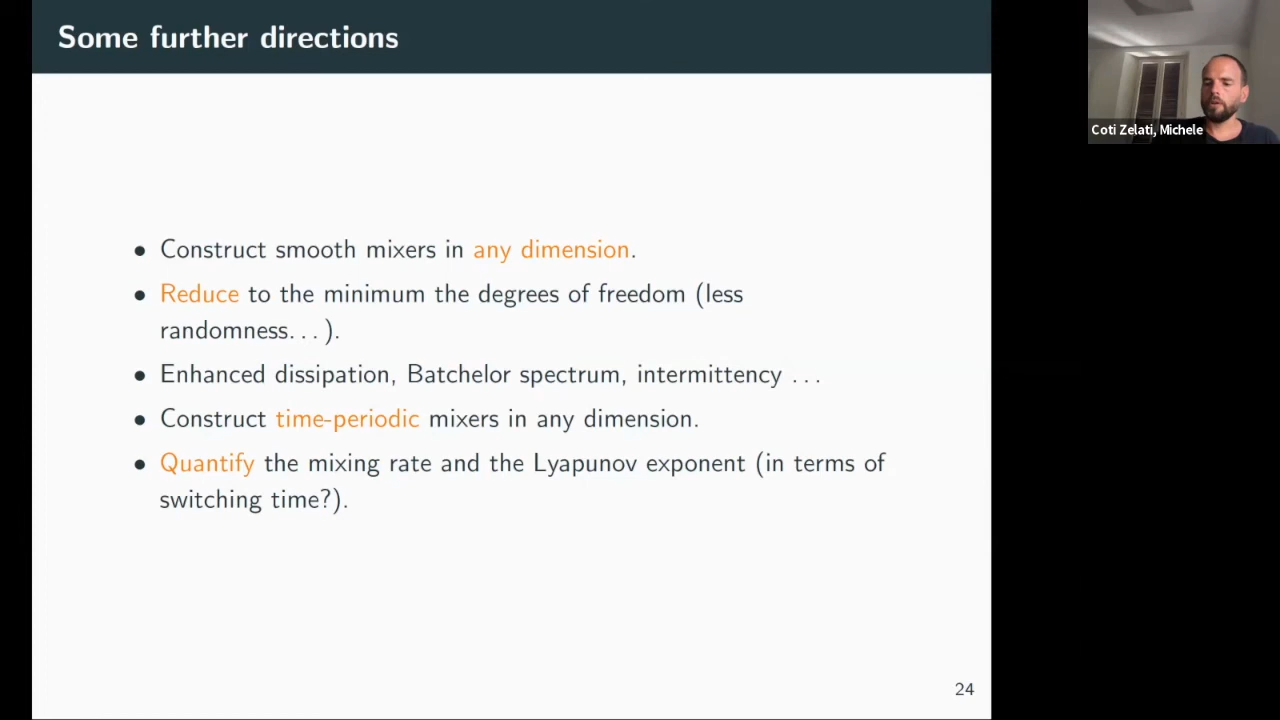 Some further directions
Coti Zelati, Michele
• Construct smooth mixers in any dimension.
• Reduce to the minimum the degrees of freedom (less
randomness. . . ).
• Enhanced dissipation, Batchelor spectrum, intermittency . . .
• Construct time-periodic mixers in any dimension.
• Quantify the mixing rate and the Lyapunov exponent (in terms of
switching time?).
24